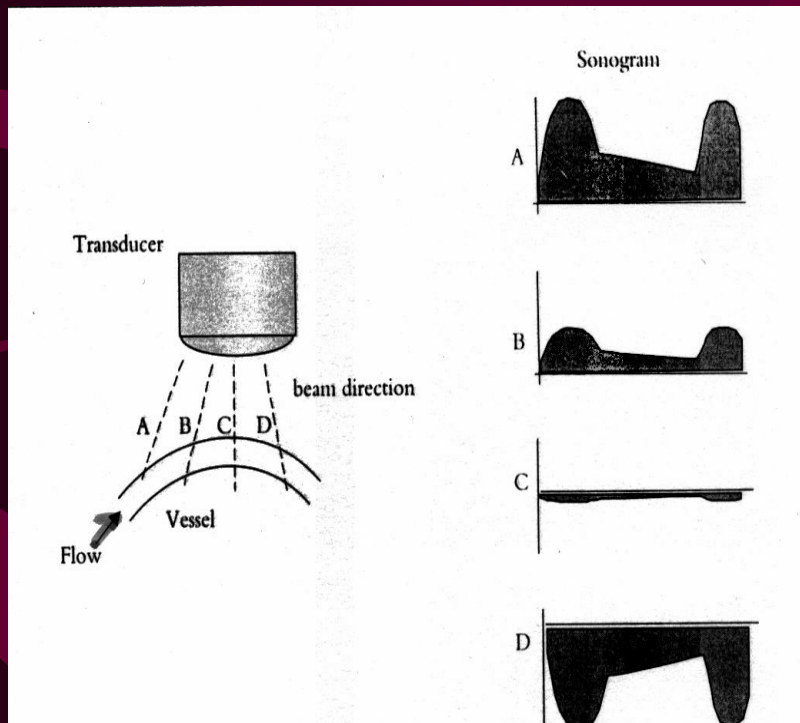 Sonogram
A
Transducer
B
beam direction
A B C D
C
Vessel
Flow
D